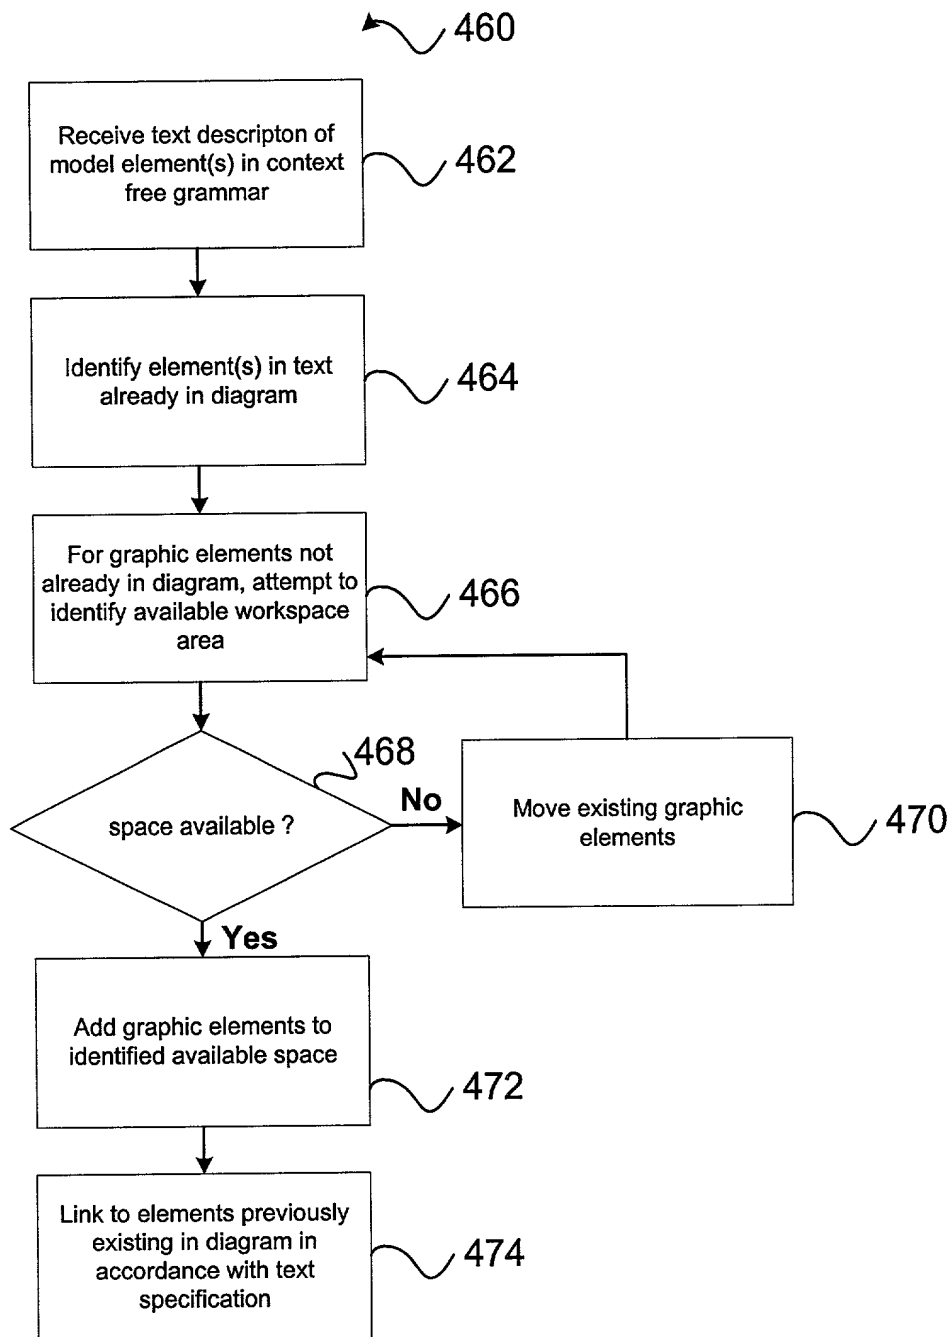 460
Receive text descripton of
model element(s) in context
free grammar
462
Identify element(s) in text
already in diagram
464
For graphic elements not
already in diagram, attempt to
identify available workspace
area
466
468
space available ?
No
Move existing graphic
elements
470
Yes
Add graphic elements to
identified available space
472
Link to elements previously
existing in diagram in
accordance with text
specification
474